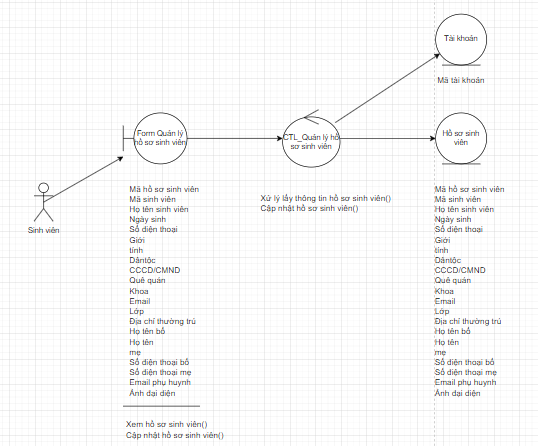 Tài khoản
Mã tài khoản
Form Quản lý
hồ sơ sinh viên
CTL_Quản lý hồ
sơ sinh viên
Hồ sơ sinh
viên
Sinh viên
Mã hồ sơ sinh viên
Mã sinh viên
Họ tên sinh viên
Ngày sinh
Số điện thoại
Giới
tính
Dântộc
CCCD/CMND
Quê quán
Khoa
Email
Lớp
Địa chỉ thường trú
Họ tên bố
Họ tên
mẹ
Số điện thoại bố
Số điện thoại mẹ
Email phụ huynh
Ảnh đại diện
Xem hồ sơ sinh viên()
Cập nhật hồ sơ sinh viên()
Xử lý lấy thông tin hồ sơ sinh viên()
Cập nhật hồ sơ sinh viên()
Mã hồ sơ sinh viên
Mã sinh viên
Họ tên sinh viên
Ngày sinh
Số điện thoại
Giới
tính
Dântộc
CCCD/CMND
Quê quán
Khoa
Email
Lớp
Địa chỉ thường trú
Họ tên bố
Họ tên
mẹ
Số điện thoại bố
Số điện thoại mẹ
Email phụ huynh
Ảnh đại diện